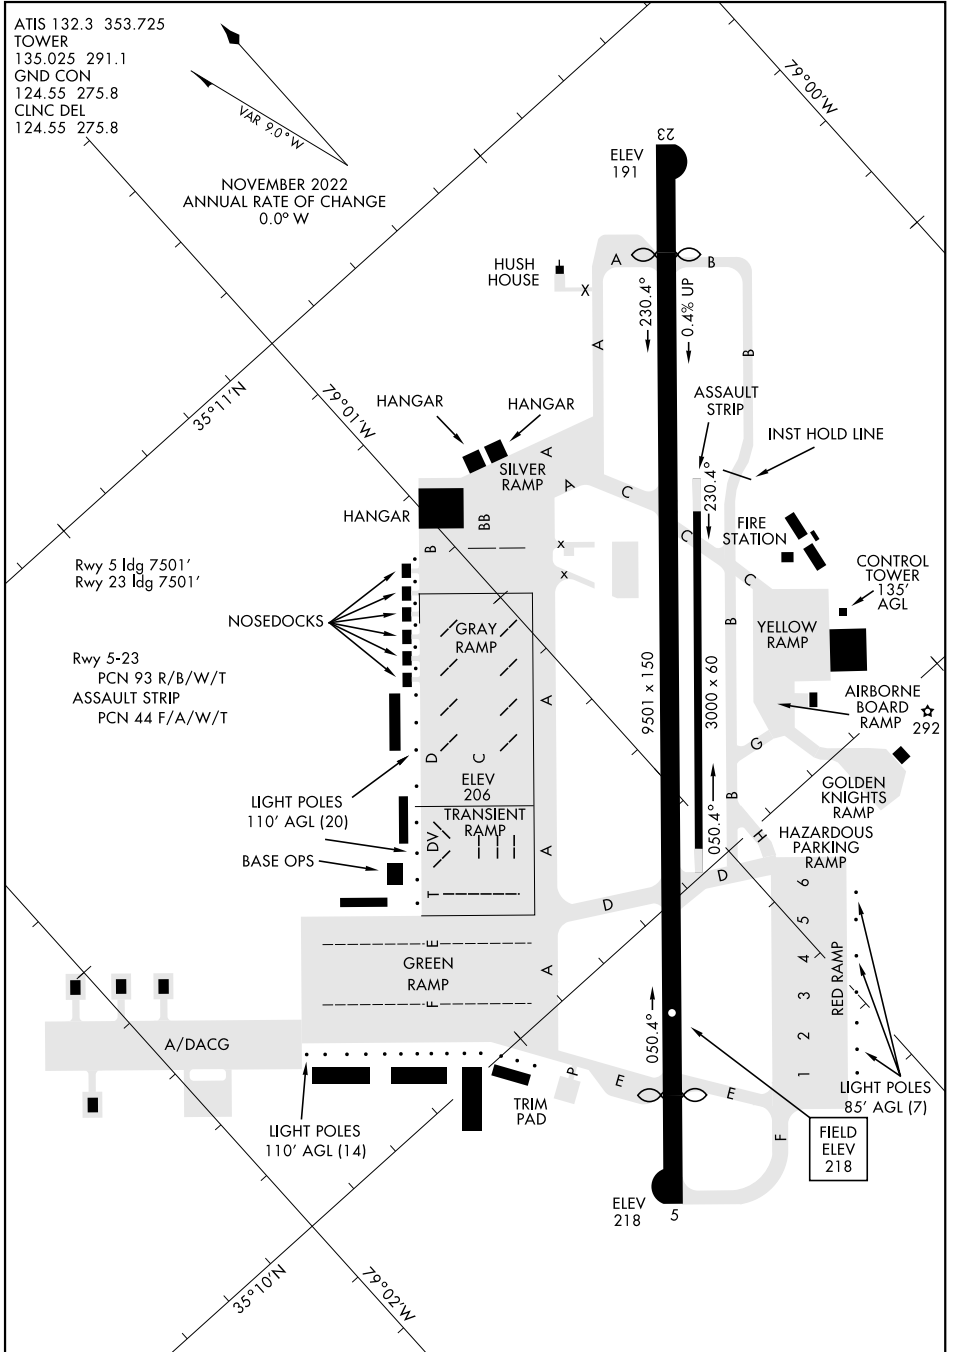 ATIS 132.3 353.725
TOWER
135.025 291.1
GND CON
124.55 275.8
CLNC DEL
124.55 275.8
VAR 9.0° W
NOVEMBER 2022
ANNUAL RATE OF CHANGE
0.0° W
79°00'W
23
ELEV
191
HUSH
HOUSE
X
A
B
230.4°
0.4% UP
A
B
35°11'N
79°01'W
HANGAR
HANGAR
ASSAULT
STRIP
INST HOLD LINE
SILVER
RAMP
A
A
C
230.4°
HANGAR
BB
B
X
X
C
C
FIRE
STATION
CONTROL
TOWER
135'
AGL
Rwy 5 ldg 7501'
Rwy 23 ldg 7501'
NOSEDOCKS
GRAY
RAMP
B
YELLOW
RAMP
Rwy 5-23
PCN 93 R/B/W/T
ASSAULT STRIP
PCN 44 F/A/W/T
9501 x 150
3000 x 60
A
AIRBORNE
BOARD
RAMP
292
D
C
G
ELEV
206
LIGHT POLES
110' AGL (20)
TRANSIENT
RAMP
DV
050.4°
B
H
GOLDEN
KNIGHTS
RAMP
HAZARDOUS
PARKING
RAMP
BASE OPS
A
T
D
D
6
5
4
3
2
1
RED RAMP
E
GREEN
RAMP
F
A
050.4°
A/DACG
P
E
E
TRIM
PAD
LIGHT POLES
85' AGL (7)
LIGHT POLES
110' AGL (14)
F
FIELD
ELEV
218
ELEV
218
5
35°10'N
79°02'W